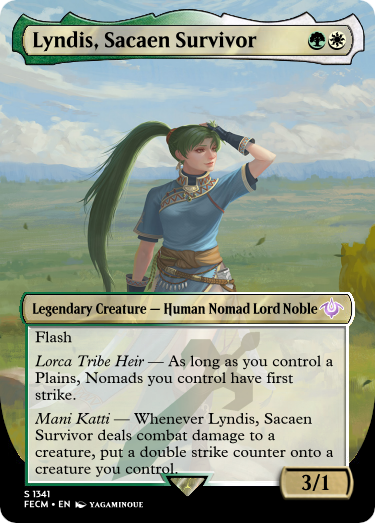 Lyndis, Sacaen Survivor
Legendary Creature — Human Nomad Lord Noble
Flash
Lorca Tribe Heir — As long as you control a
Plains, Nomads you control have first
strike.
Mani Katti — Whenever Lyndis, Sacaen
Survivor deals combat damage to a
creature, put a double strike counter onto a
creature you control.
3/1
S 1341
FECM • EN YAGAMINOUE